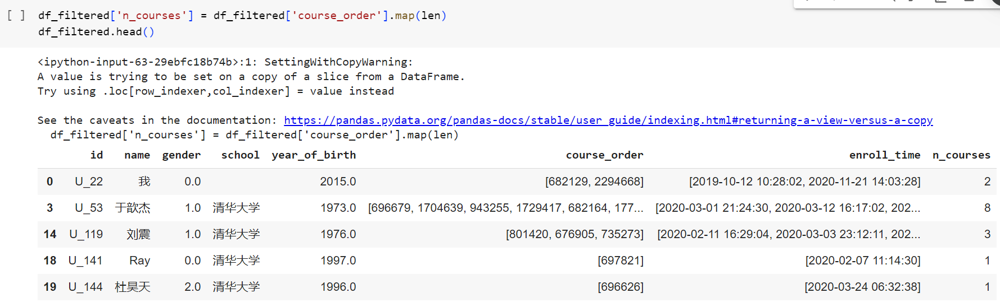 [ ] df_filtered['n_courses'] = df_filtered['course_order'].map(len)
df_filtered.head()
<ipython-input-63-29ebfc18b74b>:1: SettingWithCopyWarning:
A value is trying to be set on a copy of a slice from a DataFrame.
Try using .loc[row_indexer,col_indexer] = value instead
See the caveats in the documentation: https://pandas.pydata.org/pandas-docs/stable/user_guide/indexing.html#returning-a-view-versus-a-copy
df_filtered['n_courses'] = df_filtered['course_order'].map(len)
id name gender school year_of_birth course_order enroll_time n_courses
0 U_22 我 0.0 2015.0 [682129, 2294668] [2019-10-12 10:28:02, 2020-11-21 14:03:28] 2
3 U_53 于歆杰 1.0 清华大学 1973.0 [696679, 1704639, 943255, 1729417, 682164, 177... [2020-03-01 21:24:30, 2020-03-12 16:17:02, 202... 8
14 U_119 刘震 1.0 清华大学 1976.0 [801420, 676905, 735273] [2020-02-11 16:29:04, 2020-03-03 23:12:11, 202... 3
18 U_141 Ray 0.0 清华大学 1997.0 [697821] [2020-02-07 11:14:30] 1
19 U_144 杜昊天 2.0 清华大学 1996.0 [696626] [2020-03-24 06:32:38] 1